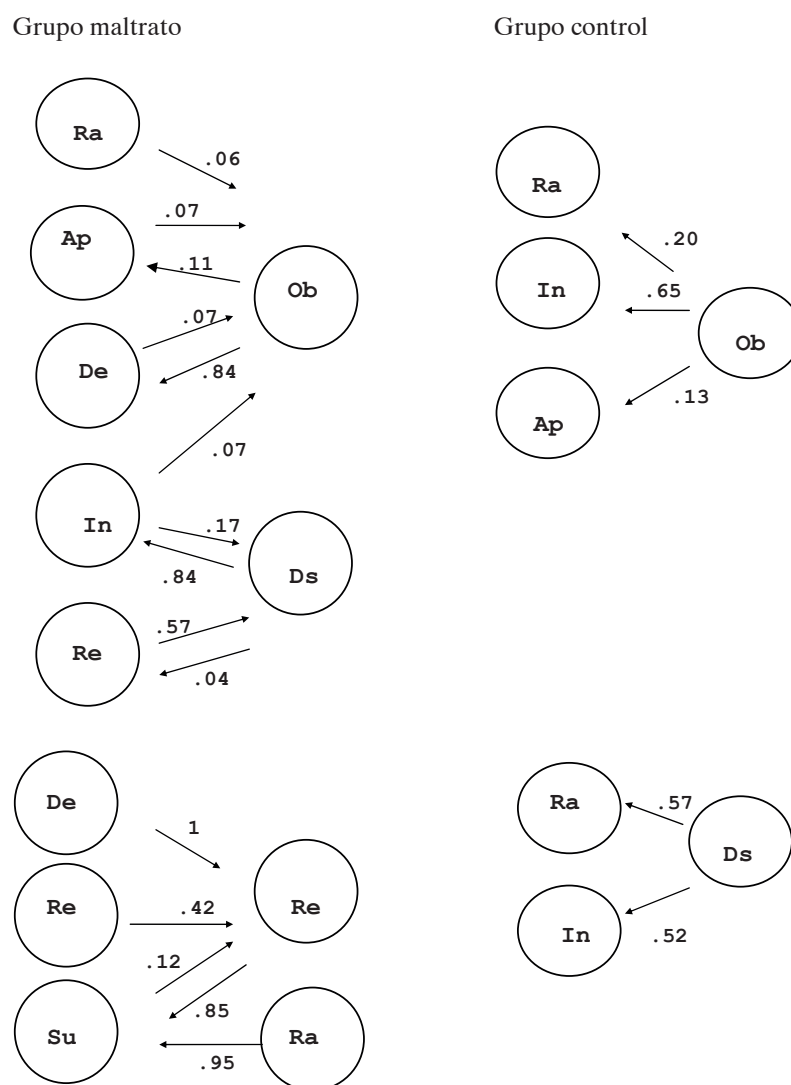 Grupo maltrato
Grupo control
Ra
.06
Ap
.07
.11
Ob
.07
De
.84
.07
In
.17
.84
Ds
.57
Re
.04
Ra
.20
In
.65
Ob
Ap
.13
De
1
Re
.42
Re
.12
.85
Su
Ra
.95
Ra
.57
Ds
In
.52